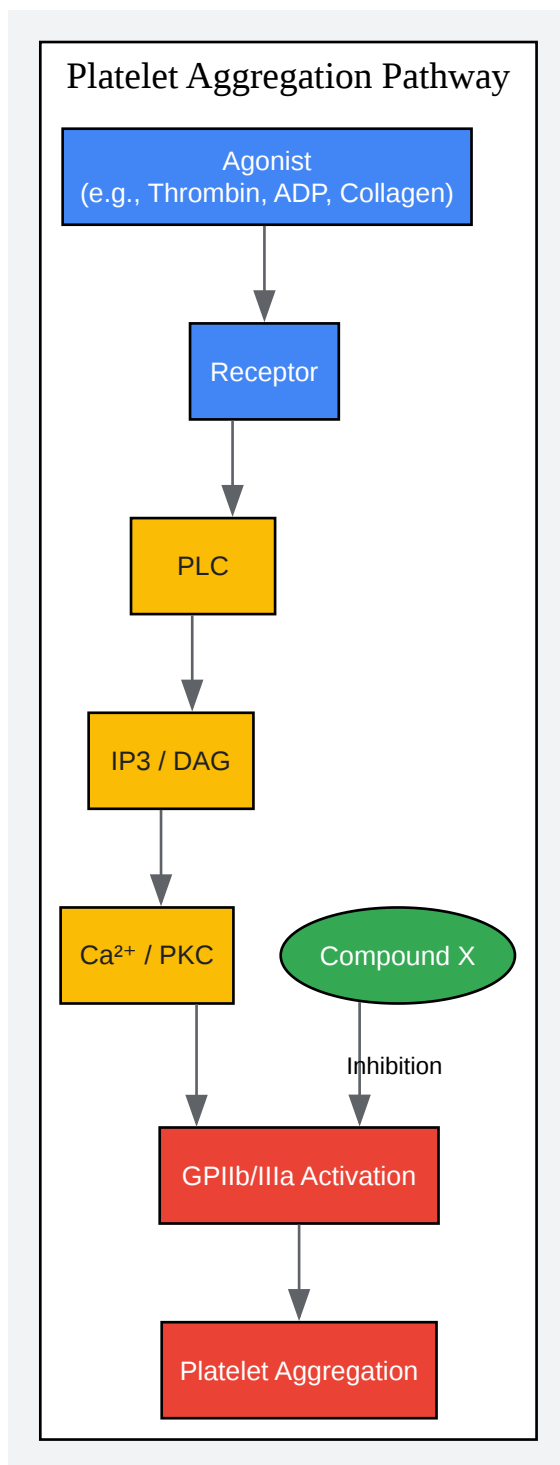 Platelet Aggregation Pathway
Agonist
(e.g., Thrombin, ADP, Collagen)
Receptor
PLC
IP3 / DAG
Ca²⁺ / PKC
Compound X
Inhibition
GPIIb/IIIa Activation
Platelet Aggregation